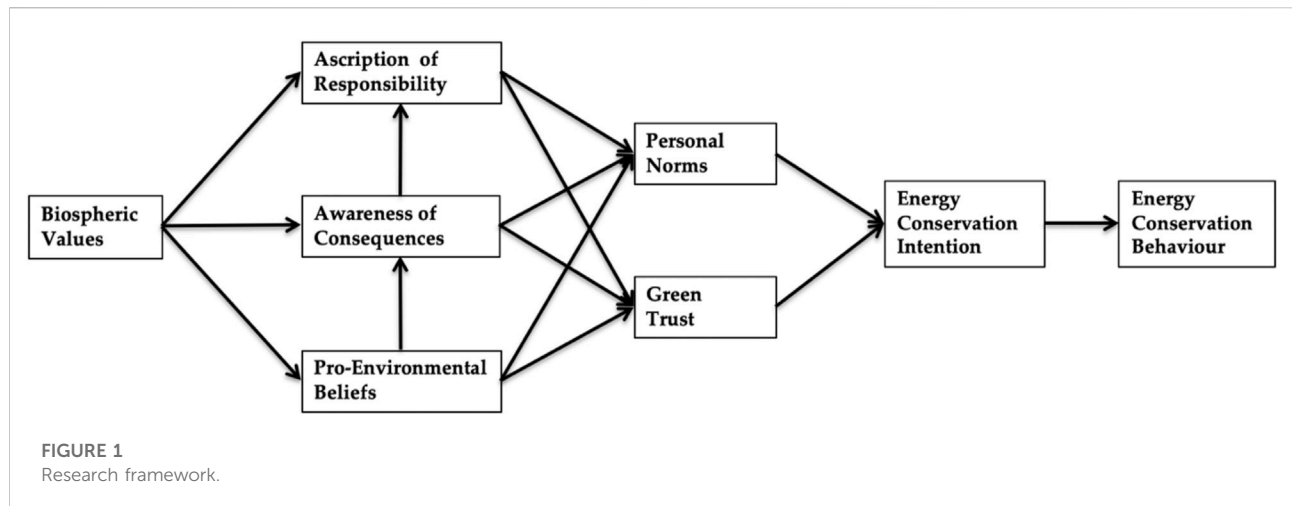 Ascription of
Responsibility
Personal
Norms
Biospheric
Values
Awareness of
Consequences
Energy
Conservation
Intention
Energy
Conservation
Behaviour
Green
Trust
Pro-Environmental
Beliefs
FIGURE 1
Research framework.